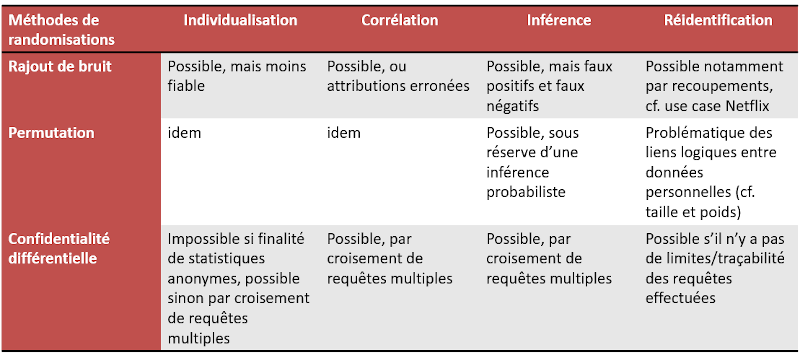 Méthodes de randomisations
Individualisation
Corrélation
Inférence
Réidentification
Rajout de bruit
Possible, mais moins
fiable
Possible, ou
attributions erronées
Possible, mais faux
positifs et faux
négatifs
Possible notamment
par recoupements,
cf. use case Netflix
Permutation
idem
idem
Possible, sous
réserve d’une
inférence
probabiliste
Problématique des
liens logiques entre
données
personnelles (cf.
taille et poids)
Confidentialité
différentielle
Impossible si finalité
de statistiques
anonymes, possible
sinon par croisement
de requêtes
multiples
Possible, par
croisement de
requêtes multiples
Possible, par
croisement de
requêtes multiples
Possible s’il n’y a pas
de limites/traçabilité
des requêtes
effectuées